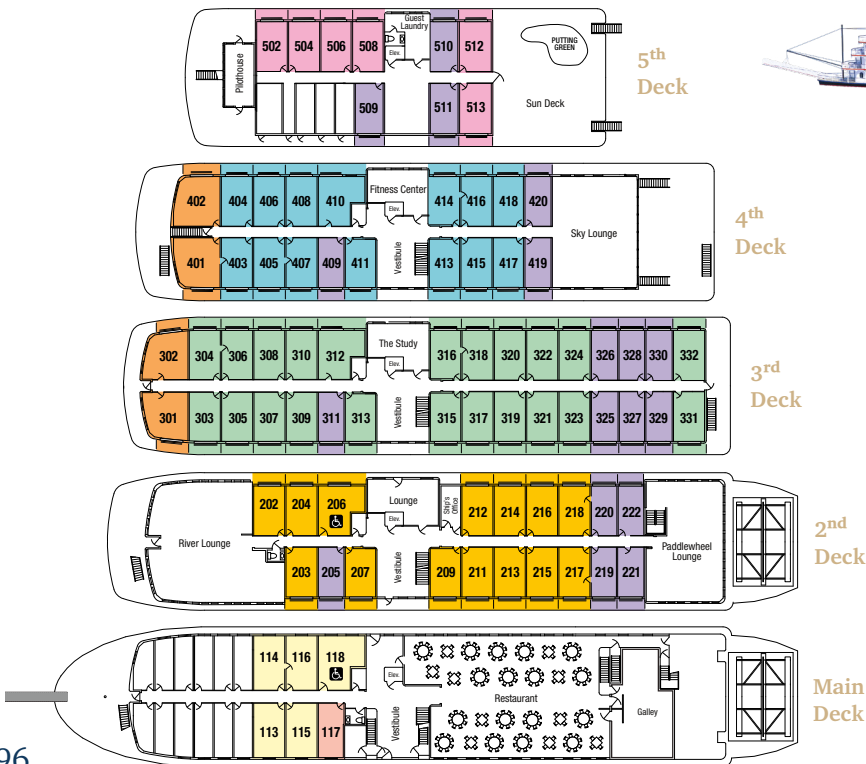 Guest
Laundry
502 504 506 508 510 512
Elev.
PUTTING
GREEN
Pilothouse
509 511 513
Sun Deck
5th
Deck
402 404 406 408 410 414 416 418 420
Fitness Center
Elev.
Sky Lounge
401 403 405 407 409 411 413 415 417 419
Vestibule
4th
Deck
302 304 306 308 310 312 316 318 320 322 324 326 328 330 332
The Study
Elev.
301 303 305 307 309 311 313 315 317 319 321 323 325 327 329 331
Vestibule
3rd
Deck
202 204 206 212 214 216 218 220 222
Lounge
Ship's
Office
Elev.
River Lounge
203 205 207 209 211 213 215 217 219 221
Vestibule
Paddlewheel
Lounge
2nd
Deck
114 116 118
Elev.
Restaurant
Galley
113 115 117
Vestibule
Main
Deck
96